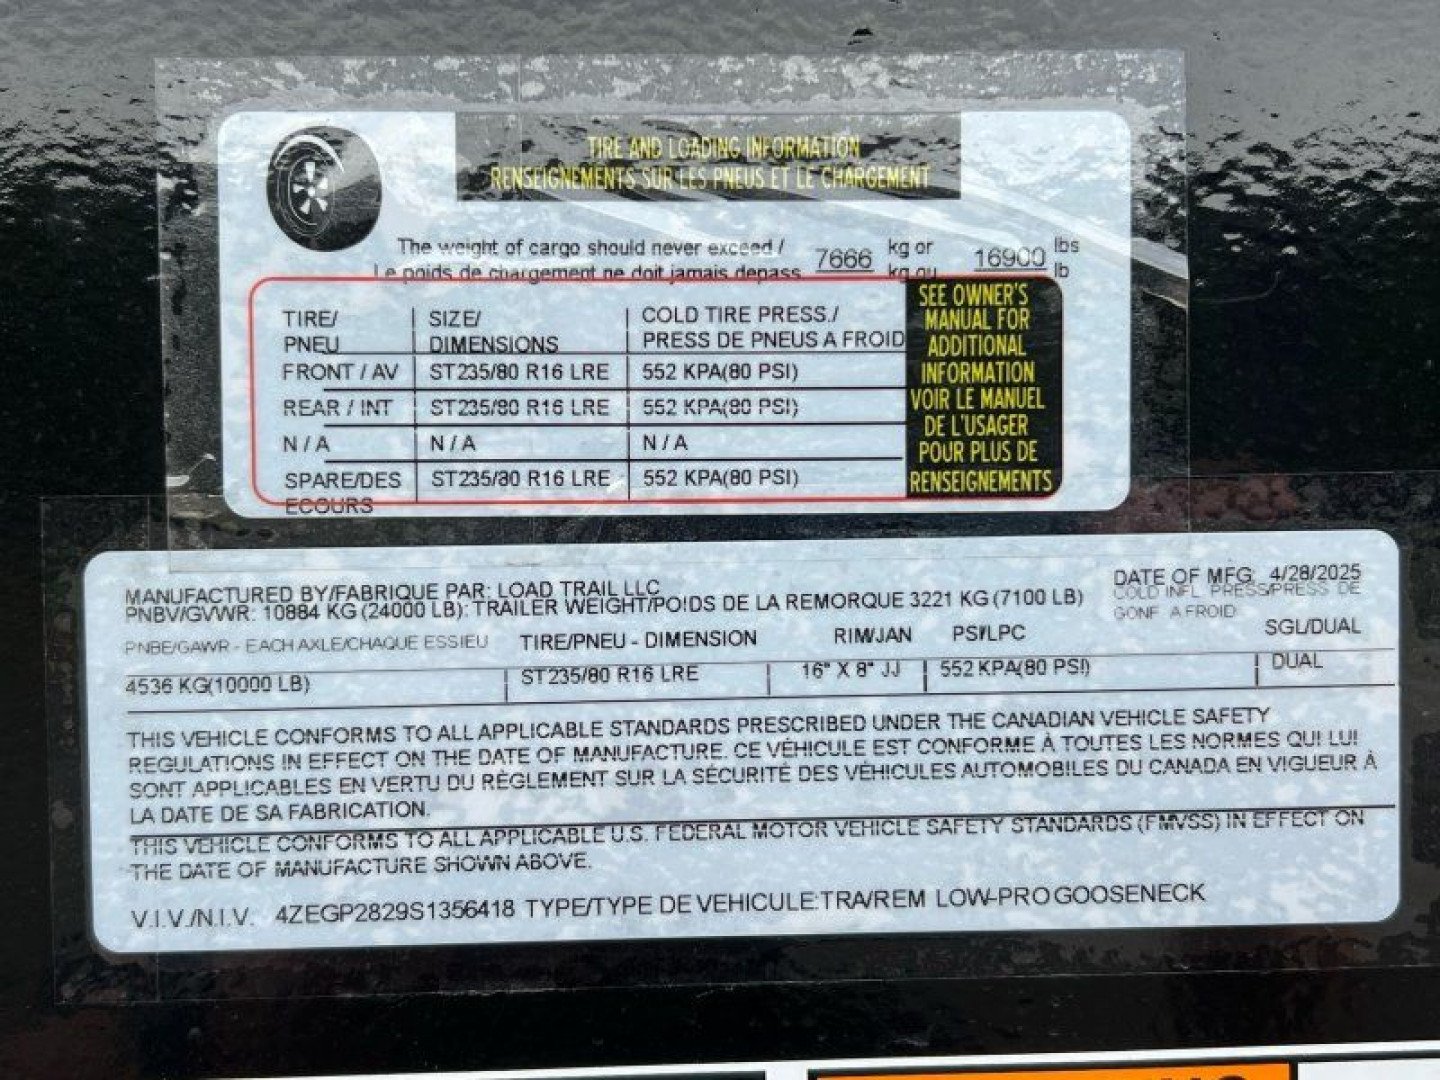 TIRE AND LOADING INFORMATION
RENSEIGNEMENTS SUR LES PNEUS ET LE CHARGEMENT
The weight of cargo should never exceed / 7666 kg or 16900 lbs
Le poids de chargement ne doit jamais depass kg ou lb
TIRE/ SIZE/ COLD TIRE PRESS./
PNEU DIMENSIONS PRESS DE PNEUS A FROID
FRONT / AV ST235/80 R16 LRE 552 KPA(80 PSI)
REAR / INT ST235/80 R16 LRE 552 KPA(80 PSI)
N / A N / A N / A
SPARE/DES ST235/80 R16 LRE 552 KPA(80 PSI)
ECOURS
SEE OWNER'S
MANUAL FOR
ADDITIONAL
INFORMATION
VOIR LE MANUEL
DE L'USAGER
POUR PLUS DE
RENSEIGNEMENTS
MANUFACTURED BY/FABRIQUE PAR: LOAD TRAIL LLC DATE OF MFG: 4/28/2025
PNBV/GVWR: 10884 KG (24000 LB): TRAILER WEIGHT/POIDS DE LA REMORQUE 3221 KG (7100 LB) COLD INFL PRESS/PRESS DE
GONF A FROID
PNBE/GAWR - EACH AXLE/CHAQUE ESSIEU TIRE/PNEU - DIMENSION RIM/JAN PSI/LPC SGL/DUAL
4536 KG(10000 LB) ST235/80 R16 LRE 16" X 8" JJ 552 KPA(80 PSI) DUAL
THIS VEHICLE CONFORMS TO ALL APPLICABLE STANDARDS PRESCRIBED UNDER THE CANADIAN VEHICLE SAFETY
REGULATIONS IN EFFECT ON THE DATE OF MANUFACTURE. CE VÉHICULE EST CONFORME À TOUTES LES NORMES QUI LUI
SONT APPLICABLES EN VERTU DU RÈGLEMENT SUR LA SÉCURITÉ DES VÉHICULES AUTOMOBILES DU CANADA EN VIGUEUR À
LA DATE DE SA FABRICATION.
THIS VEHICLE CONFORMS TO ALL APPLICABLE U.S. FEDERAL MOTOR VEHICLE SAFETY STANDARDS (FMVSS) IN EFFECT ON
THE DATE OF MANUFACTURE SHOWN ABOVE.
V.I.V./N.I.V. 4ZEGP2829S1356418 TYPE/TYPE DE VEHICULE: TRA/REM LOW-PRO GOOSENECK